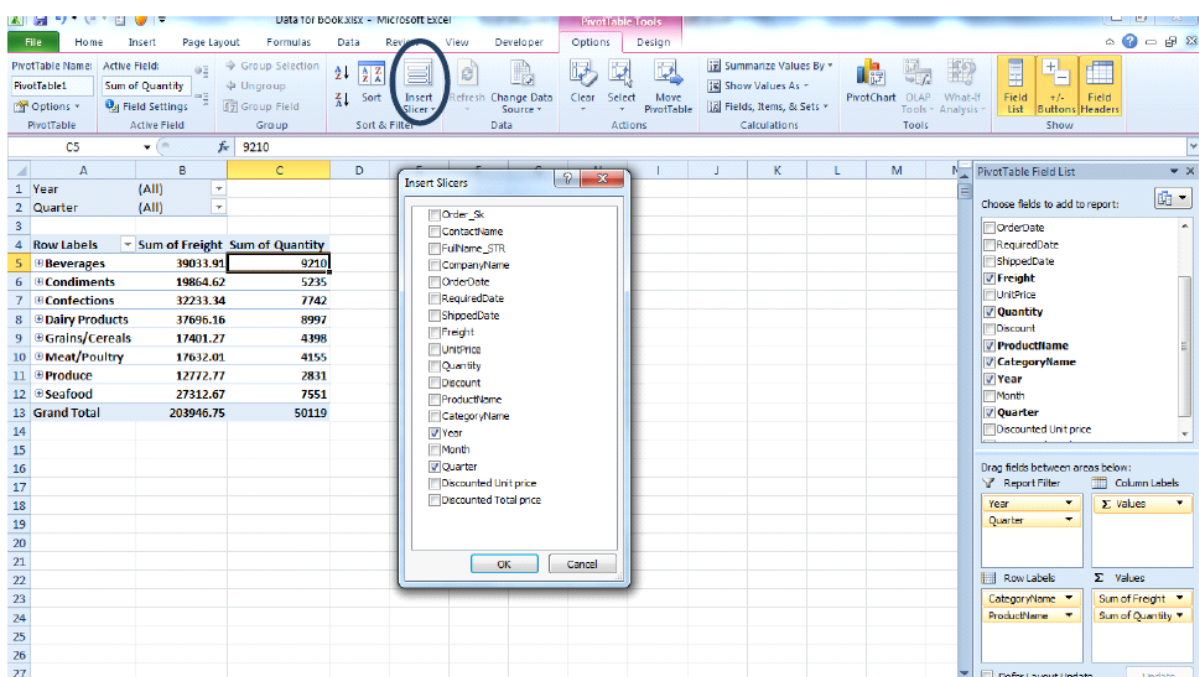 Data for book.xlsx - Microsoft Excel PivotTable Tools
File Home Insert Page Layout Formulas Data Review View Developer Options Design
PivotTable Name: Active Field: Group Selection Summarize Values By
PivotTable1 Sum of Quantity Ungroup Sort Insert Slicer Refresh Change Data Source Clear Select Move PivotTable Show Values As PivotChart OLAP Tools What-If Analysis Field List +/- Buttons Field Headers
Options Field Settings Group Field Fields, Items, & Sets
PivotTable Active Field Group Sort & Filter Data Actions Calculations Tools Show
C5 fx 9210
A B C D I J K L M
1 Year (All)
2 Quarter (All)
3
4 Row Labels Sum of Freight Sum of Quantity
5 Beverages 39033.91 9210
6 Condiments 19864.62 5235
7 Confections 32233.34 7742
8 Dairy Products 37696.16 8997
9 Grains/Cereals 17401.27 4398
10 Meat/Poultry 17632.01 4155
11 Produce 12772.77 2831
12 Seafood 27312.67 7551
13 Grand Total 203946.75 50119
14
15
16
17
18
19
20
21
22
23
24
25
26
27
Insert Slicers
Order_Sk
ContactName
FullName_STR
CompanyName
OrderDate
RequiredDate
ShippedDate
Freight
UnitPrice
Quantity
Discount
ProductName
CategoryName
Year
Month
Quarter
Discounted Unit price
Discounted Total price
OK Cancel
PivotTable Field List
Choose fields to add to report:
OrderDate
RequiredDate
ShippedDate
Freight
UnitPrice
Quantity
Discount
ProductName
CategoryName
Year
Month
Quarter
Discounted Unit price
Drag fields between areas below:
Report Filter Column Labels
Year Σ Values
Quarter
Row Labels Σ Values
CategoryName Sum of Freight
ProductName Sum of Quantity
Defer Layout Update Update